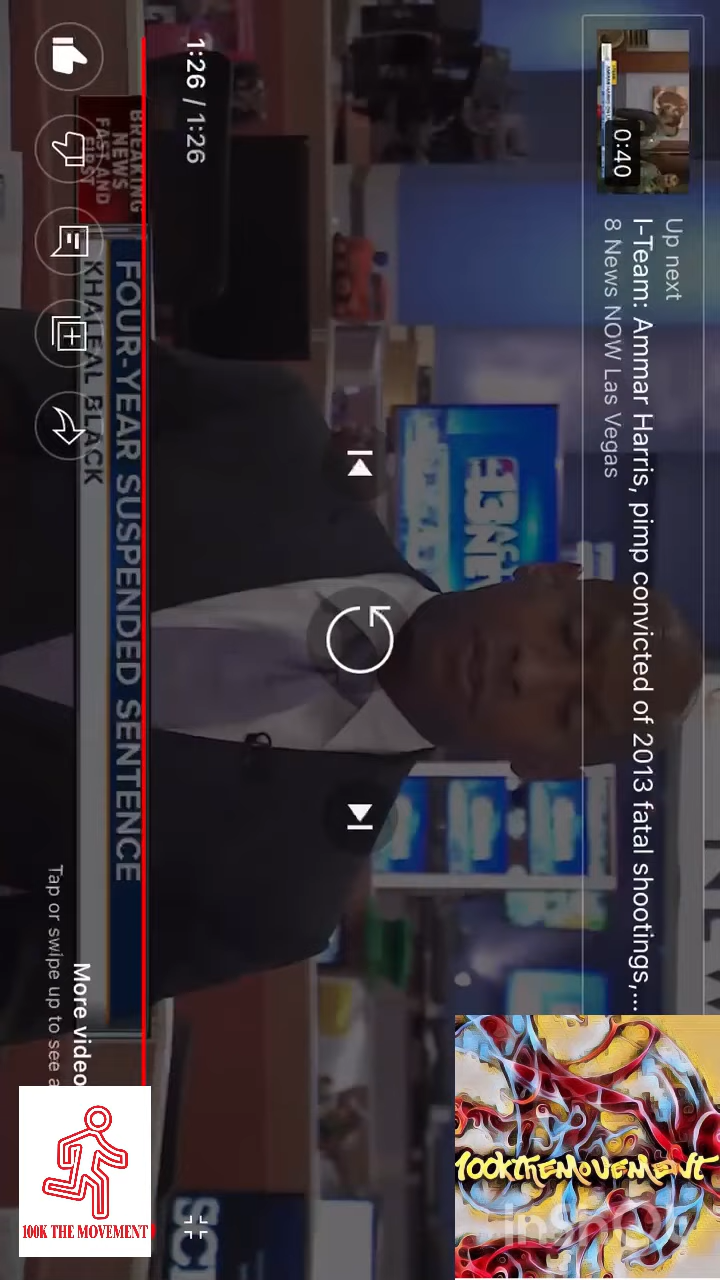 Up next
I-Team: Ammar Harris, pimp convicted of 2013 fatal shootings,...
8 News NOW Las Vegas
0:40
13
1:26 / 1:26
BREAKING
NEWS
FAST AND
FIRST
FOUR-YEAR SUSPENDED SENTENCE
BLACK
More video
Tap or swipe up to see a
100KTHEMOVEMENT
InShOt
100K THE MOVEMENT